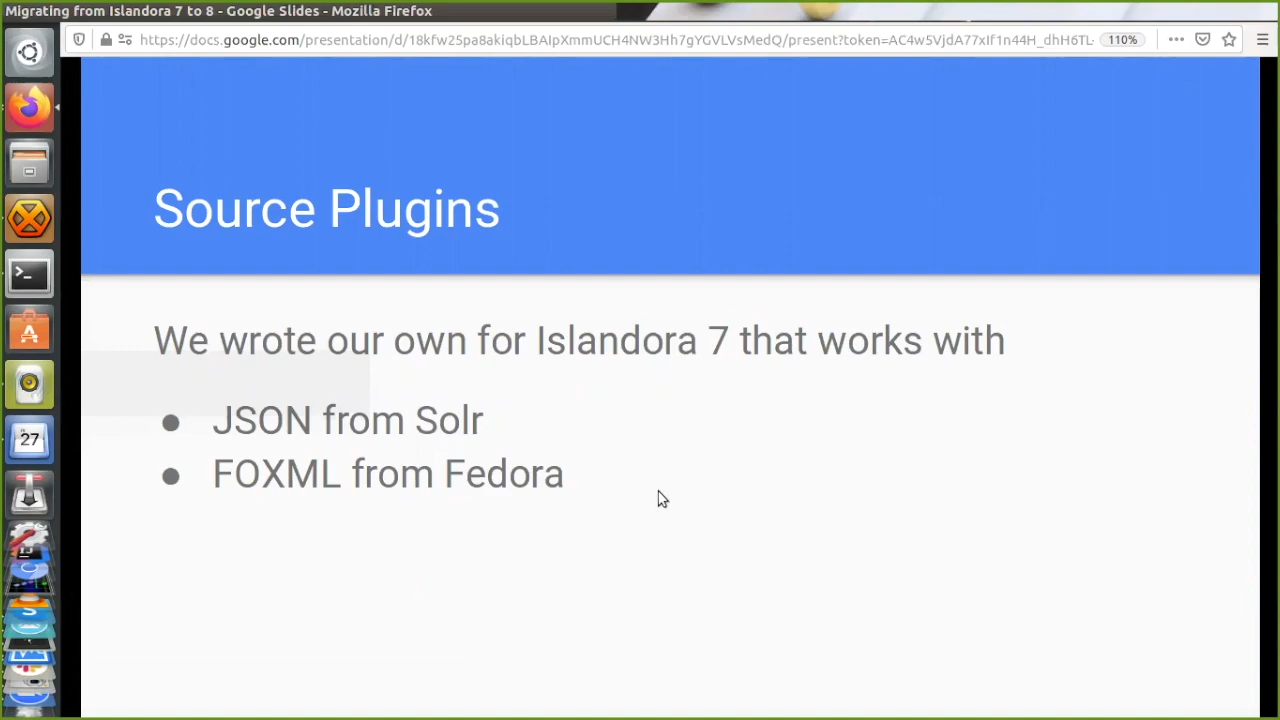 Migrating from Islandora 7 to 8 - Google Slides - Mozilla Firefox
https://docs.google.com/presentation/d/18kfw25pa8akiqbLBAIpXmmUCH4NW3Hh7gYGVLVsMedQ/present?token=AC4w5VjdA77xIf1n44H_dhH6TL-
110%
Source Plugins
We wrote our own for Islandora 7 that works with
● JSON from Solr
● FOXML from Fedora
27